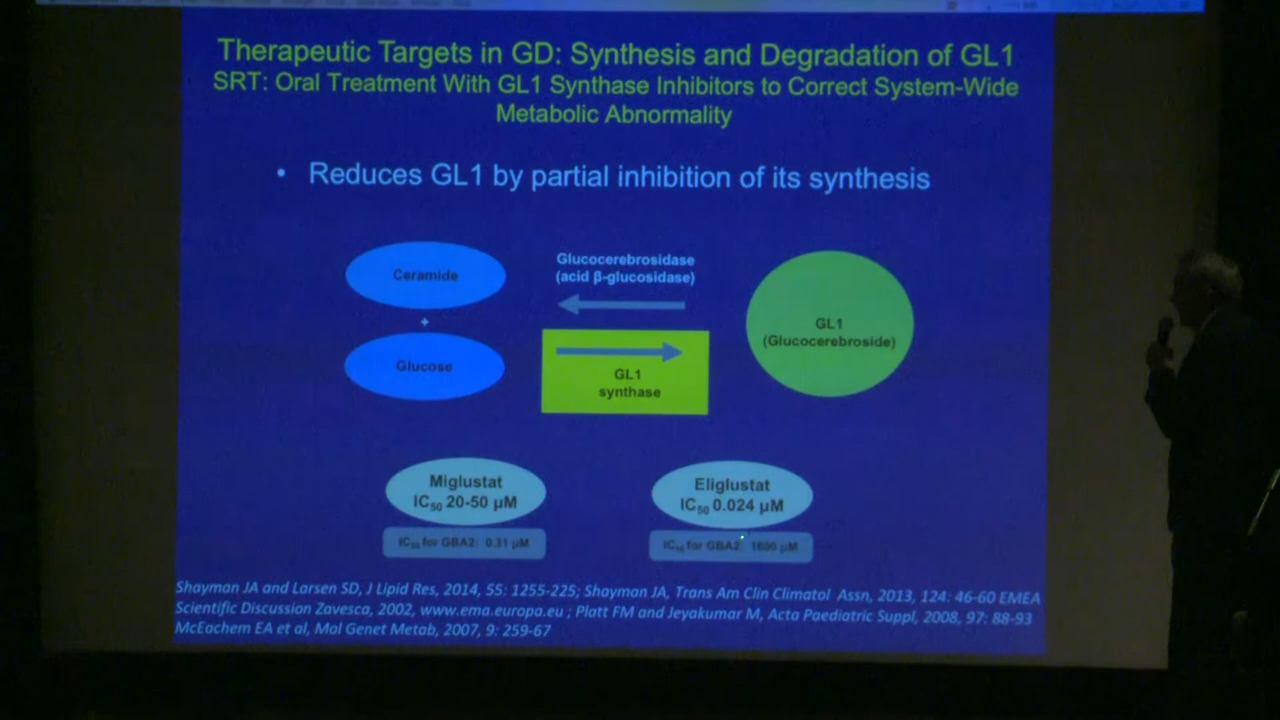 Therapeutic Targets in GD: Synthesis and Degradation of GL1
SRT: Oral Treatment With GL1 Synthase Inhibitors to Correct System-Wide
Metabolic Abnormality
• Reduces GL1 by partial inhibition of its synthesis
Ceramide
+
Glucose
Glucocerebrosidase
(acid β-glucosidase)
GL1
synthase
GL1
(Glucocerebroside)
Miglustat
IC50 20-50 µM
IC50 for GBA2: 0.31 µM
Eliglustat
IC50 0.024 µM
IC50 for GBA2: 1600 µM
Shayman JA and Larsen SD, J Lipid Res, 2014, 55: 1255-225; Shayman JA, Trans Am Clin Climatol Assn, 2013, 124: 46-60 EMEA
Scientific Discussion Zavesca, 2002, www.ema.europa.eu ; Platt FM and Jeyakumar M, Acta Paediatric Suppl, 2008, 97: 88-93
McEachem EA et al, Mol Genet Metab, 2007, 9: 259-67